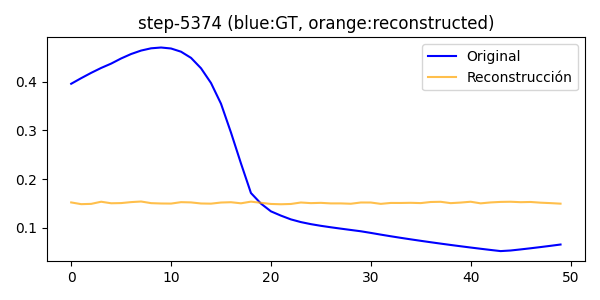 step-5374 (blue:GT, orange:reconstructed)
Original
Reconstrucción
0.4
0.3
0.2
0.1
0 10 20 30 40 50